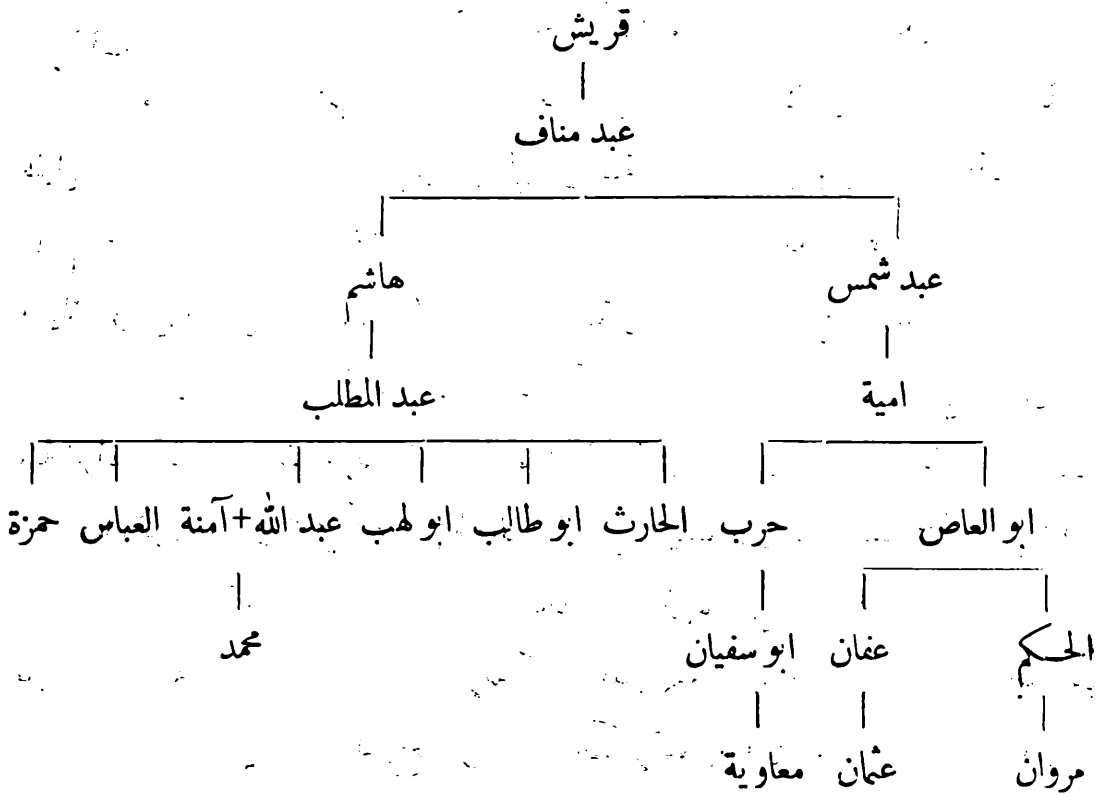 قريش
عبد مناف
عبد شمس هاشم
امية عبد المطلب
ابو العاص حرب الحارث ابو طالب ابو لهب عبد الله+آمنة العباس حمزة
الحكم عفان ابو سفيان محمد
مروان عثمان معاوية